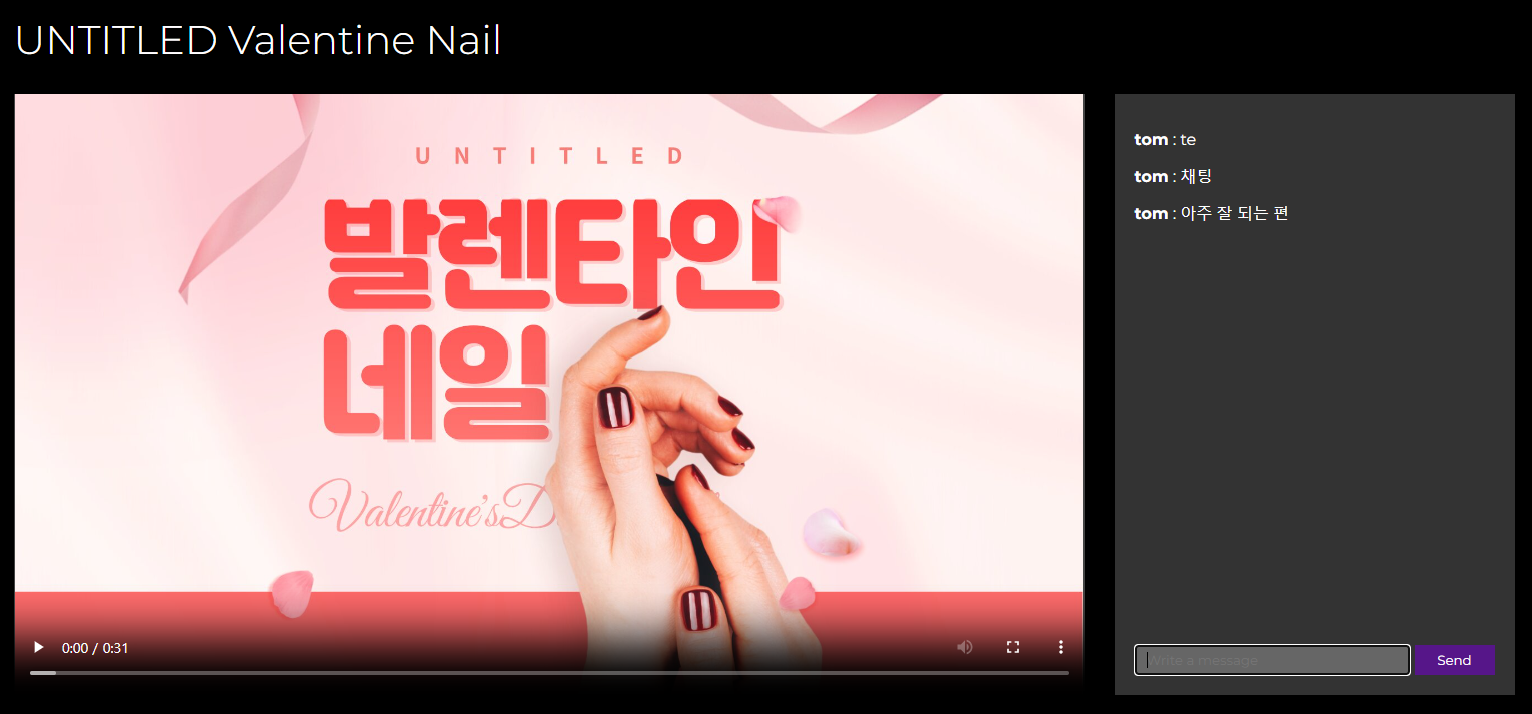 UNTITLED Valentine Nail
UNTITLED
발렌타인
네일
Valentine's D
0:00 / 0:31
tom : te
tom : 채팅
tom : 아주 잘 되는 편
Write a message
Send